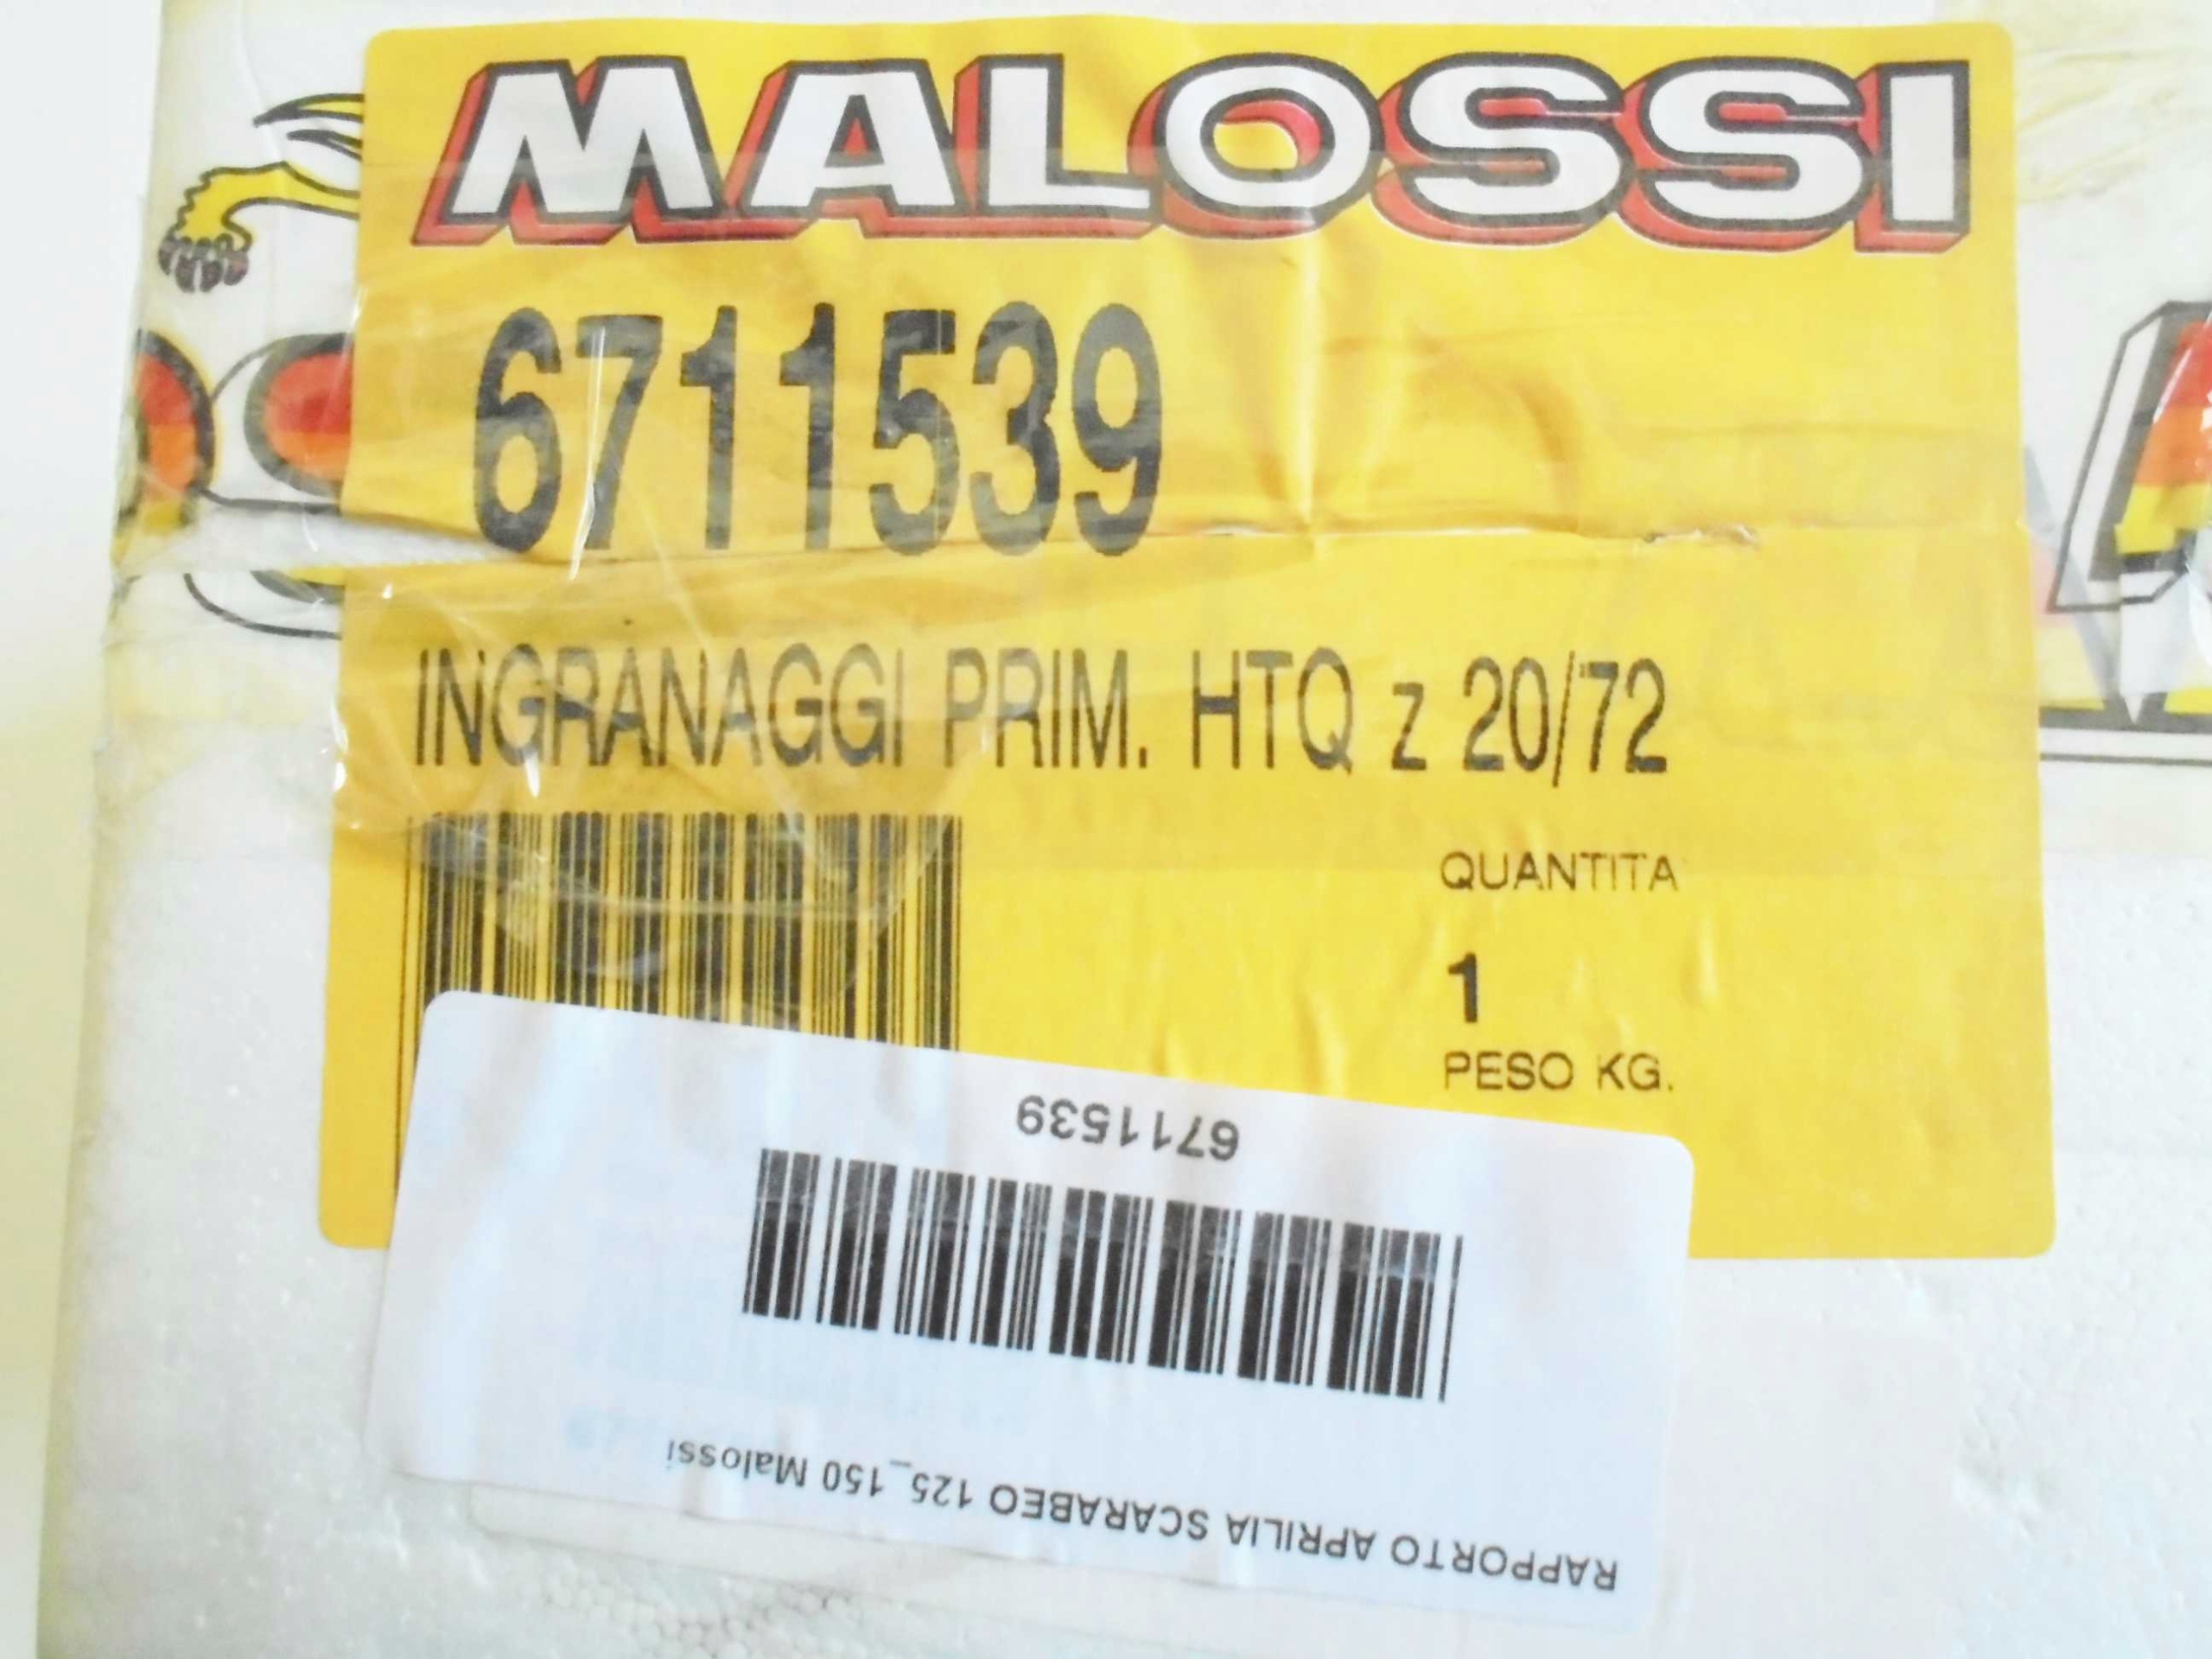 MALOSSI
6711539
INGRANAGGI PRIM. HTQ z 20/72
QUANTITA
1
PESO KG.
6711539
RAPPORTO APRILIA SCARABEO 125_150 Malossi